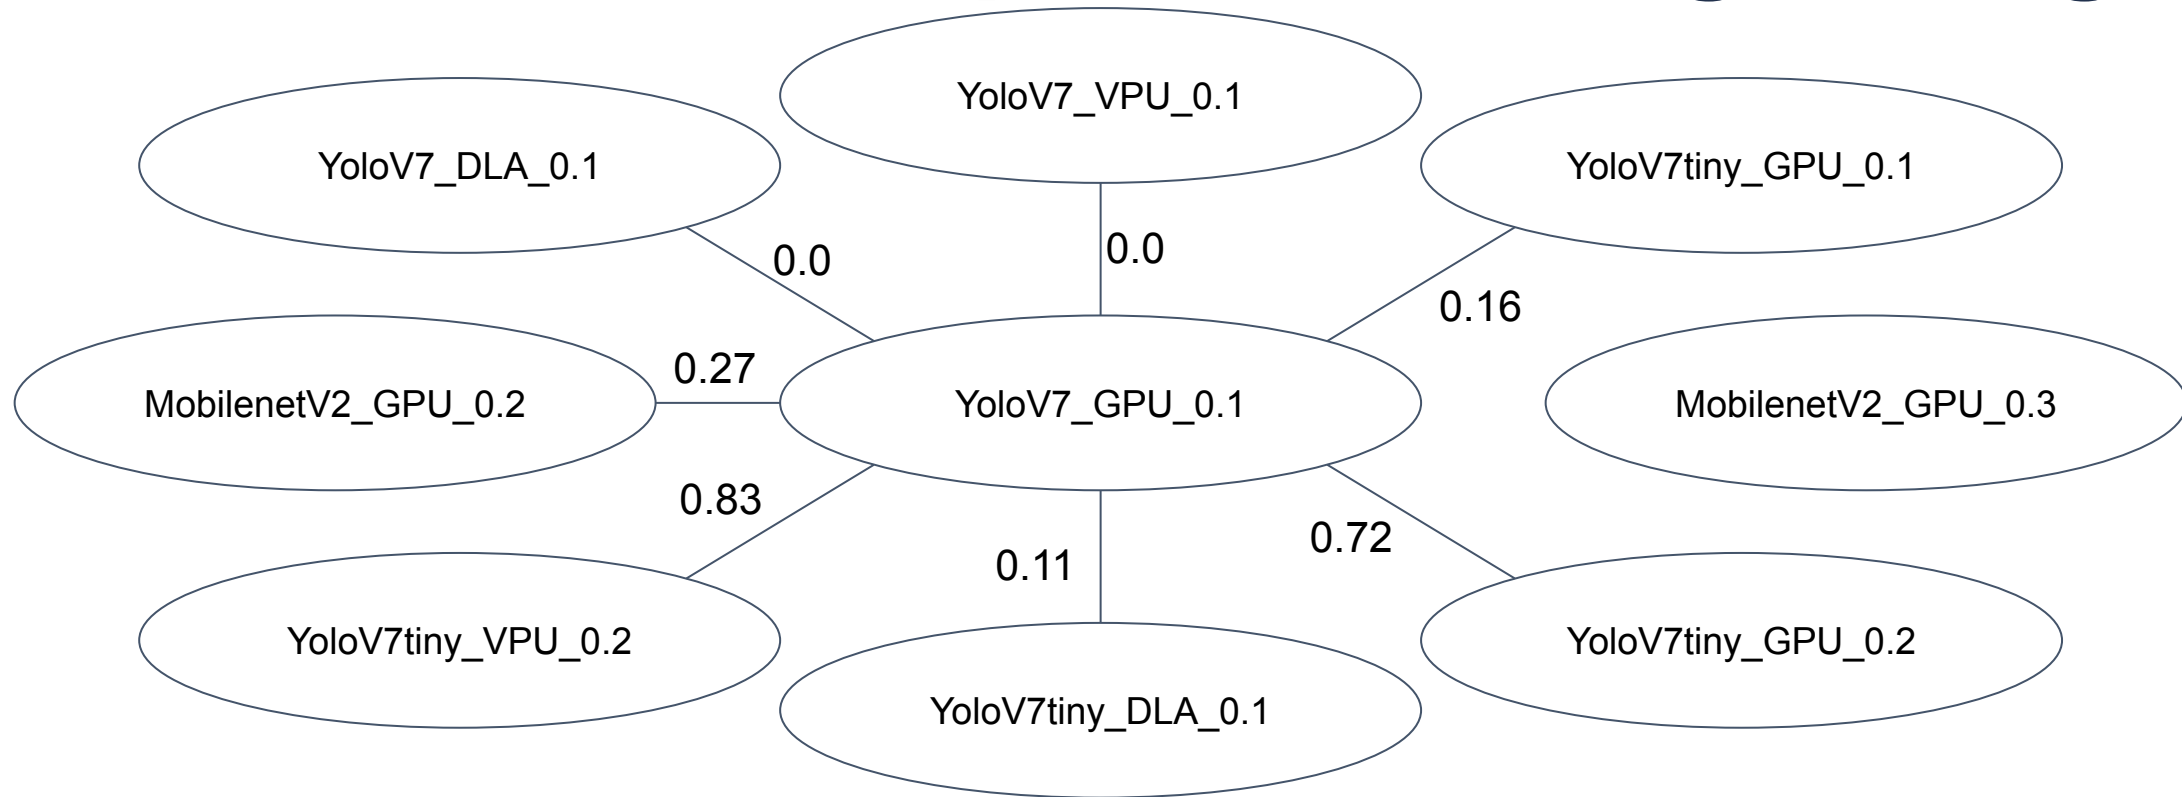 YoloV7_VPU_0.1
YoloV7_DLA_0.1
YoloV7tiny_GPU_0.1
0.0
0.0
0.16
0.27
MobilenetV2_GPU_0.2
YoloV7_GPU_0.1
MobilenetV2_GPU_0.3
0.83
0.72
0.11
YoloV7tiny_VPU_0.2
YoloV7tiny_GPU_0.2
YoloV7tiny_DLA_0.1